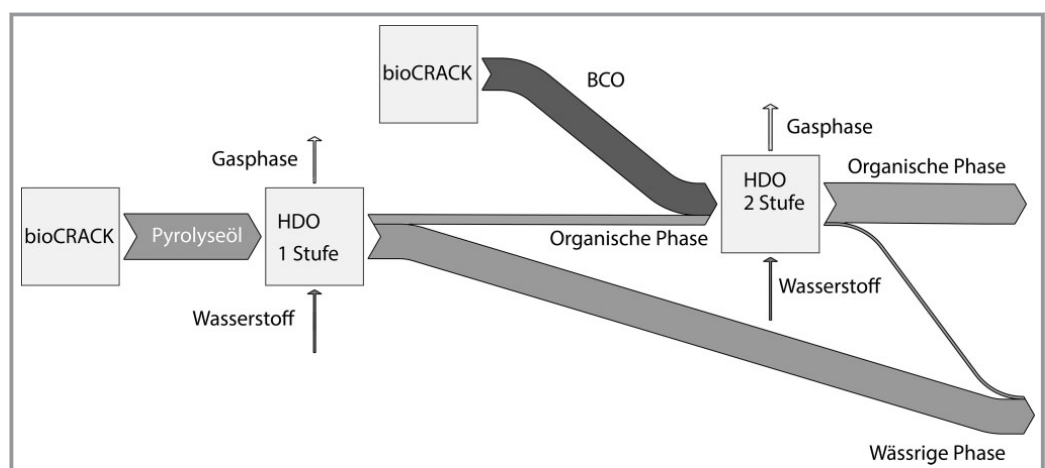 bioCRACK
BCO
Gasphase
Gasphase
Organische Phase
HDO
2 Stufe
bioCRACK
Pyrolyseöl
HDO
1 Stufe
Organische Phase
Wasserstoff
Wasserstoff
Wässrige Phase